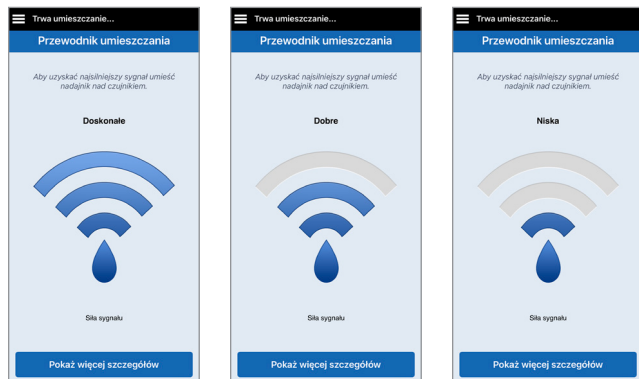 Trwa umieszczanie...
Przewodnik umieszczania
Aby uzyskać najsilniejszy sygnał umieść
nadajnik nad czujnikiem.
Doskonałe
Siła sygnału
Pokaż więcej szczegółów
Trwa umieszczanie...
Przewodnik umieszczania
Aby uzyskać najsilniejszy sygnał umieść
nadajnik nad czujnikiem.
Dobre
Siła sygnału
Pokaż więcej szczegółów
Trwa umieszczanie...
Przewodnik umieszczania
Aby uzyskać najsilniejszy sygnał umieść
nadajnik nad czujnikiem.
Niska
Siła sygnału
Pokaż więcej szczegółów